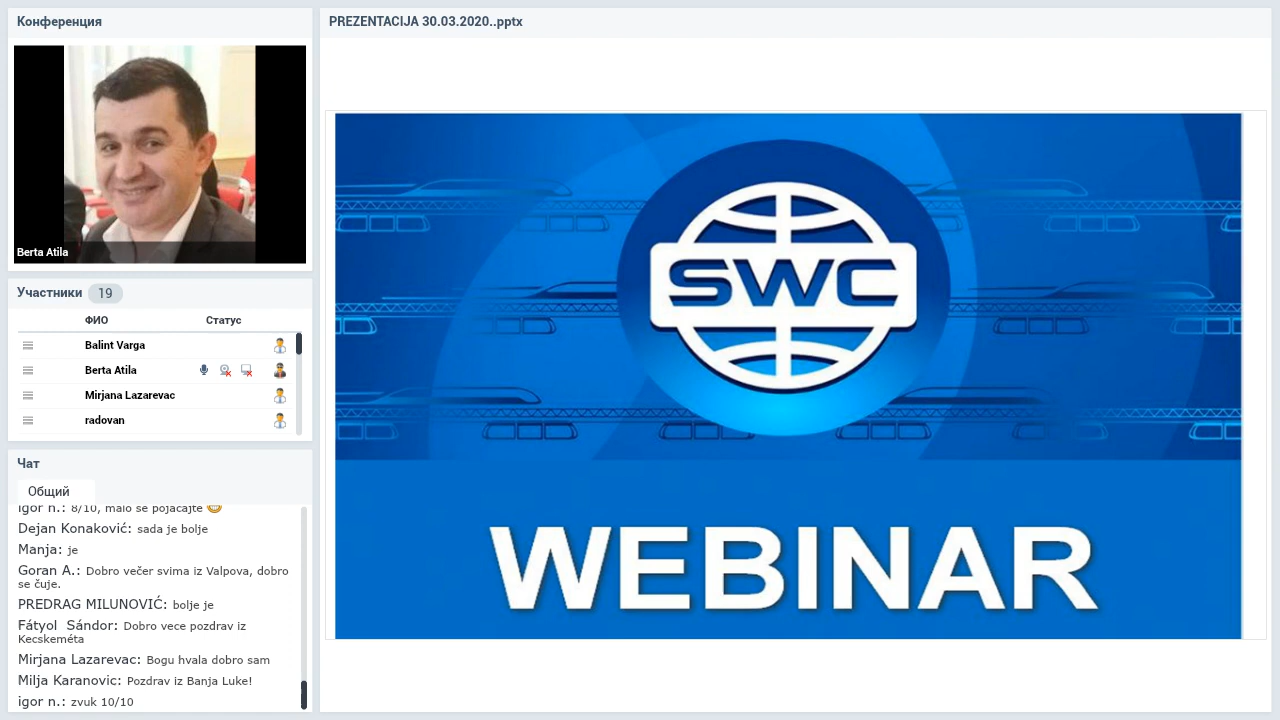 Конференция
Berta Atila
Участники 19
ФИО Статус
Balint Varga
Berta Atila
Mirjana Lazarevac
radovan
Чат
Общий
igor n.: 8/10, malo se pojačajte
Dejan Konaković: sada je bolje
Manja: je
Goran A.: Dobro večer svima iz Valpova, dobro
se čuje.
PREDRAG MILUNOVIĆ: bolje je
Fátyol Sándor: Dobro vece pozdrav iz
Kecskeméta
Mirjana Lazarevac: Bogu hvala dobro sam
Milja Karanovic: Pozdrav iz Banja Luke!
igor n.: zvuk 10/10
PREZENTACIJA 30.03.2020..pptx
SWC
WEBINAR